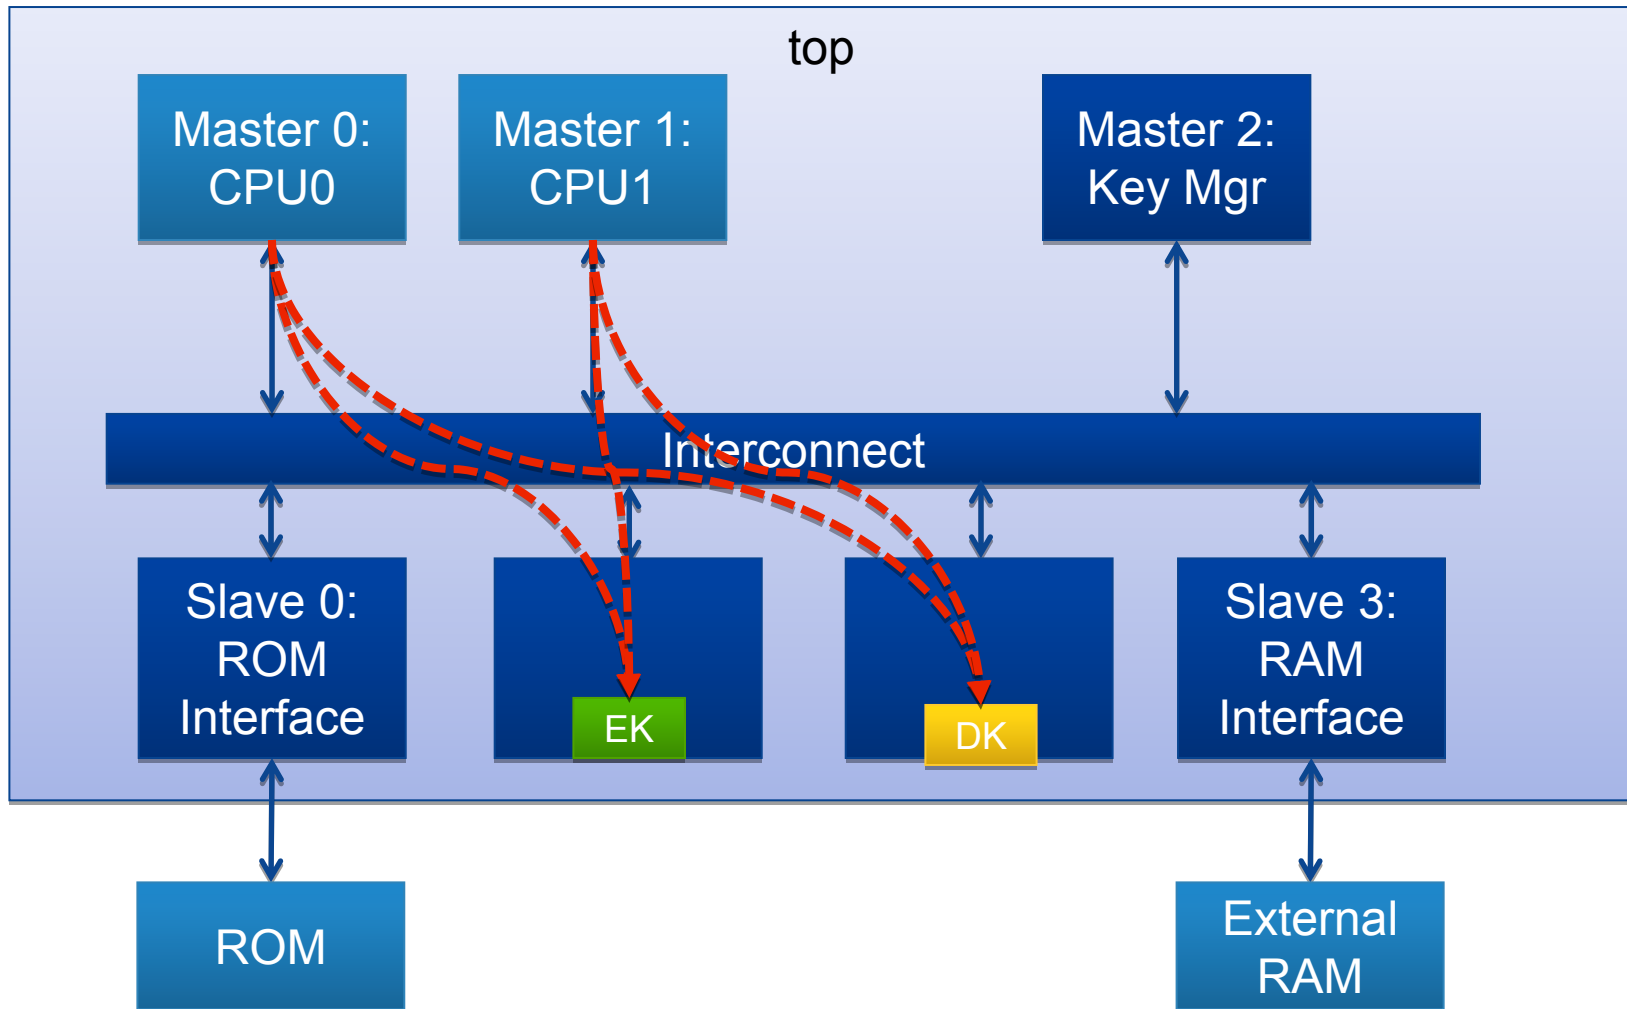 top
Master 0:
CPU0
Master 1:
CPU1
Master 2:
Key Mgr
Interconnect
Slave 0:
ROM
Interface
EK
DK
Slave 3:
RAM
Interface
ROM
External
RAM